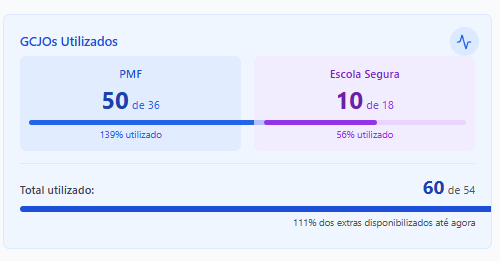 GCJOs Utilizados
PMF
50 de 36
139% utilizado
Escola Segura
10 de 18
56% utilizado
Total utilizado:
60 de 54
111% dos extras disponibilizados até agora